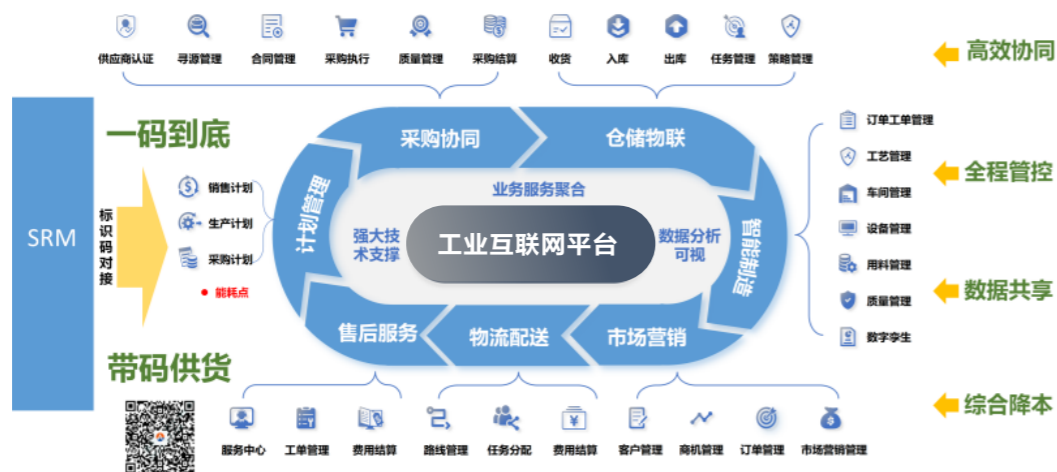 供应商认证
寻源管理
合同管理
采购执行
质量管理
采购结算
收货
入库
出库
任务管理
策略管理
高效协同
SRM
一码到底
标识码对接
销售计划
生产计划
采购计划
能耗点
带码供货
采购协同
仓储物联
计划管理
智能制造
业务服务聚合
强大技
术支撑
工业互联网平台
数据分析
可视
售后服务
物流配送
市场营销
订单工单管理
工艺管理
车间管理
设备管理
用料管理
质量管理
数字孪生
全程管控
数据共享
综合降本
服务中心
工单管理
费用结算
路线管理
任务分配
费用结算
客户管理
商机管理
订单管理
市场营销管理